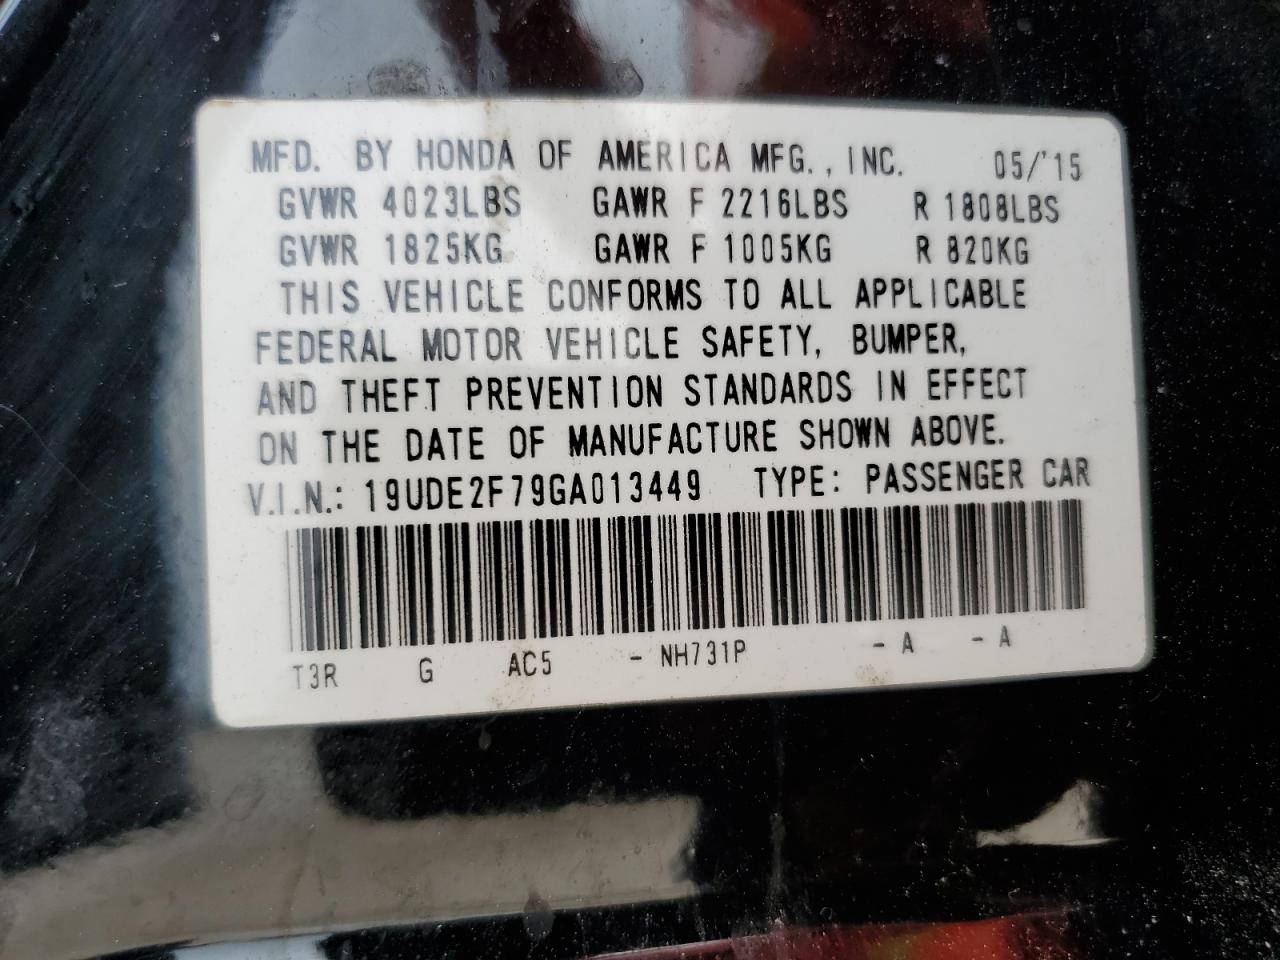 MFD. BY HONDA OF AMERICA MFG., INC. 05/'15
GVWR 4023LBS GAWR F 2216LBS R 1808LBS
GVWR 1825KG GAWR F 1005KG R 820KG
THIS VEHICLE CONFORMS TO ALL APPLICABLE
FEDERAL MOTOR VEHICLE SAFETY, BUMPER,
AND THEFT PREVENTION STANDARDS IN EFFECT
ON THE DATE OF MANUFACTURE SHOWN ABOVE.
V.I.N.: 19UDE2F79GA013449 TYPE: PASSENGER CAR
T3R G AC5 - NH731P - A - A